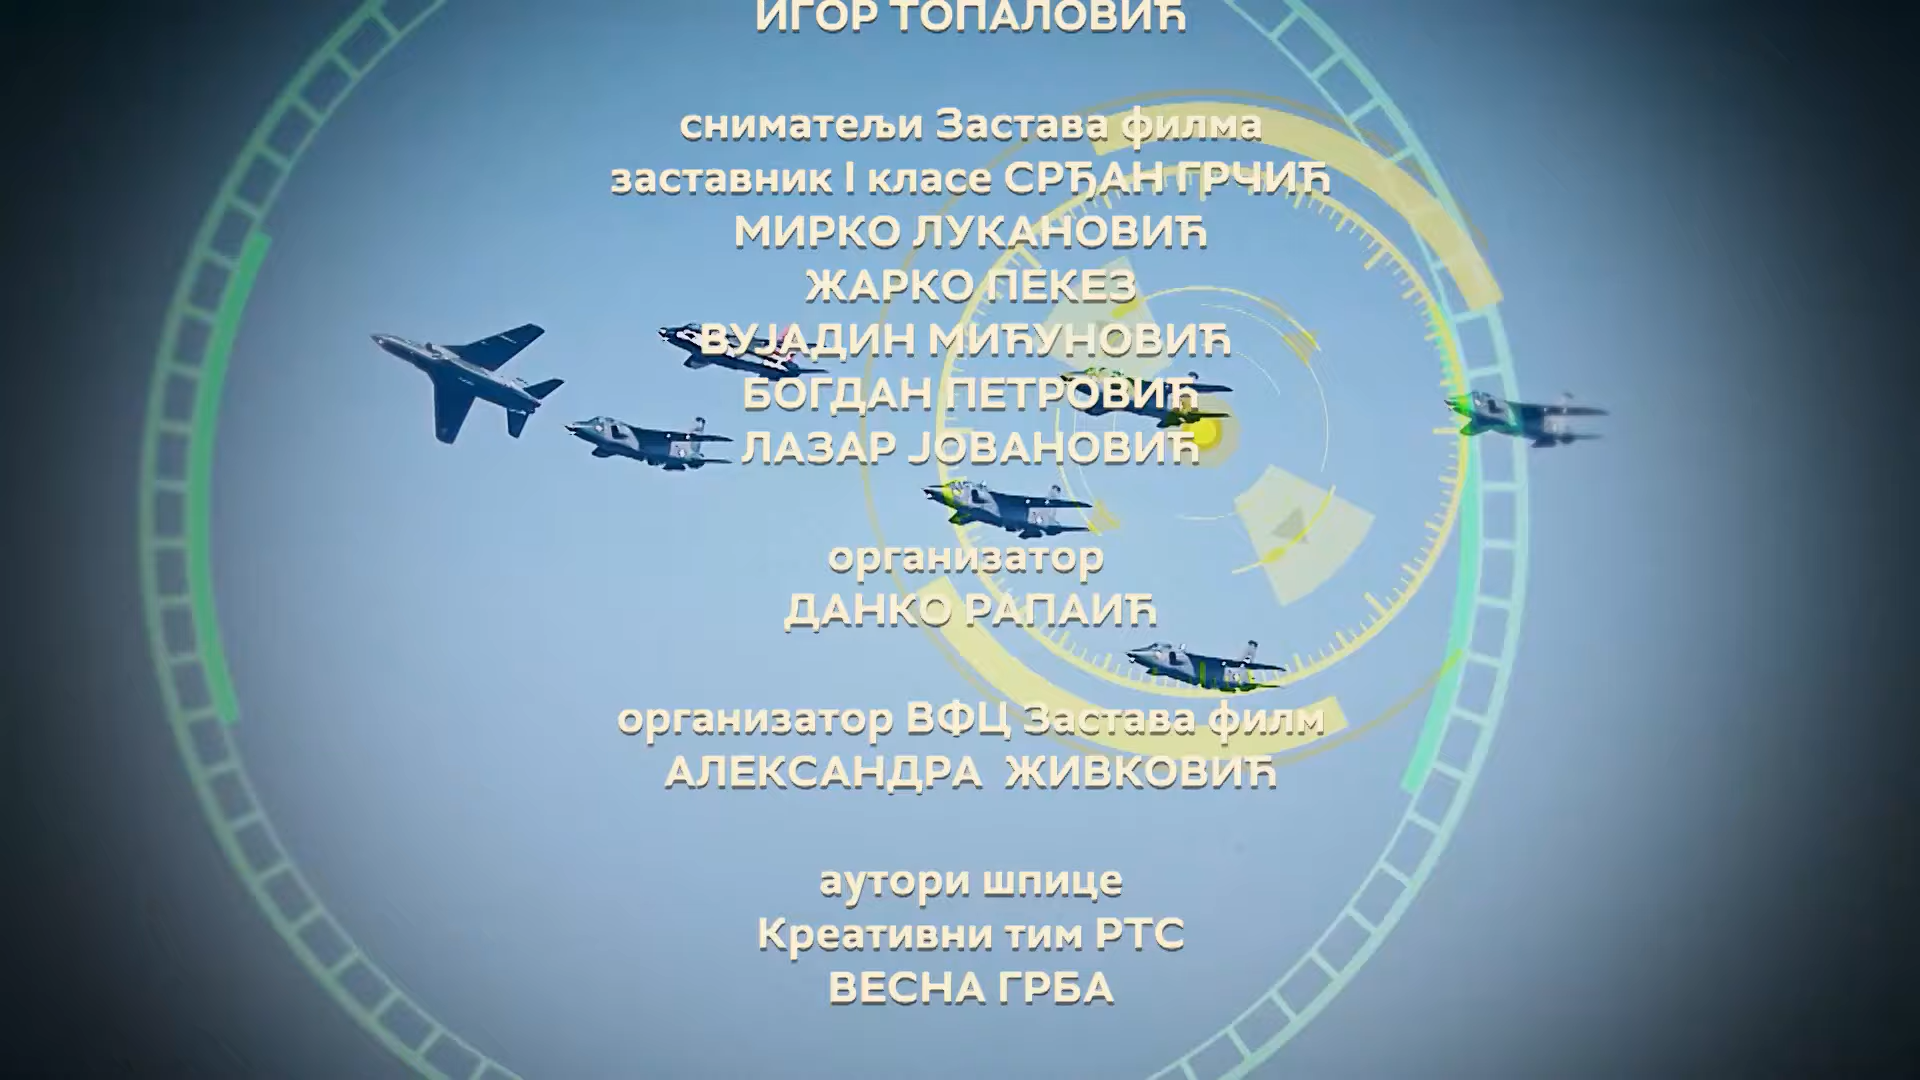 ИГОР ТОПАЛОВИЋ
сниматељи Застава филма
заставник I класе СРЂАН ГРЧИЋ
МИРКО ЛУКАНОВИЋ
ЖАРКО ПЕКЕЗ
ВУЈАДИН МИЋУНОВИЋ
БОГДАН ПЕТРОВИЋ
ЛАЗАР ЈОВАНОВИЋ
организатор
ДАНКО РАПАИЋ
организатор ВФЦ Застава филм
АЛЕКСАНДРА ЖИВКОВИЋ
аутори шпице
Креативни тим РТС
ВЕСНА ГРБА